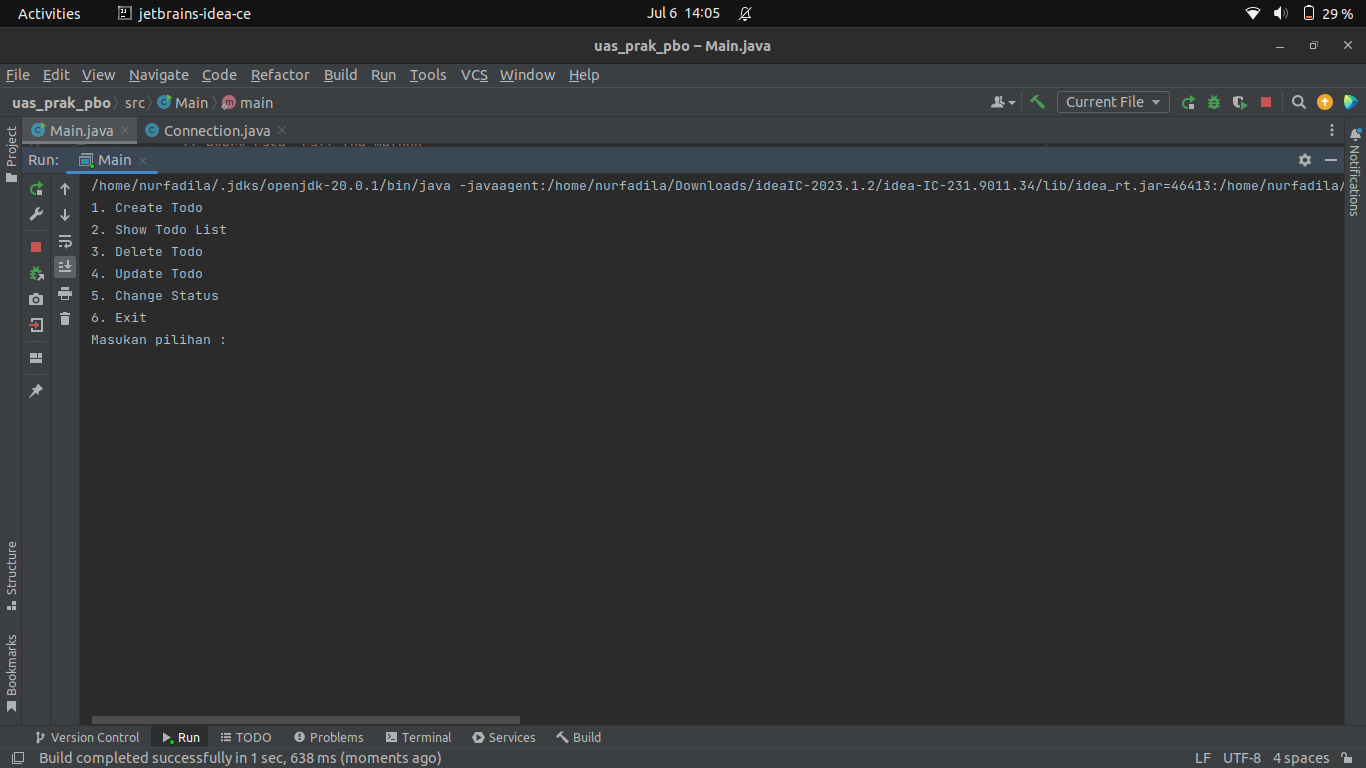 Activities jetbrains-idea-ce Jul 6 14:05 29 %
uas_prak_pbo – Main.java
File Edit View Navigate Code Refactor Build Run Tools VCS Window Help
uas_prak_pbo src Main main Current File
Main.java Connection.java
Run: Main
/home/nurfadila/.jdks/openjdk-20.0.1/bin/java -javaagent:/home/nurfadila/Downloads/ideaIC-2023.1.2/idea-IC-231.9011.34/lib/idea_rt.jar=46413:/home/nurfadila/
1. Create Todo
2. Show Todo List
3. Delete Todo
4. Update Todo
5. Change Status
6. Exit
Masukan pilihan :
Project
Structure
Bookmarks
Notifications
Version Control Run TODO Problems Terminal Services Build
Build completed successfully in 1 sec, 638 ms (moments ago) LF UTF-8 4 spaces